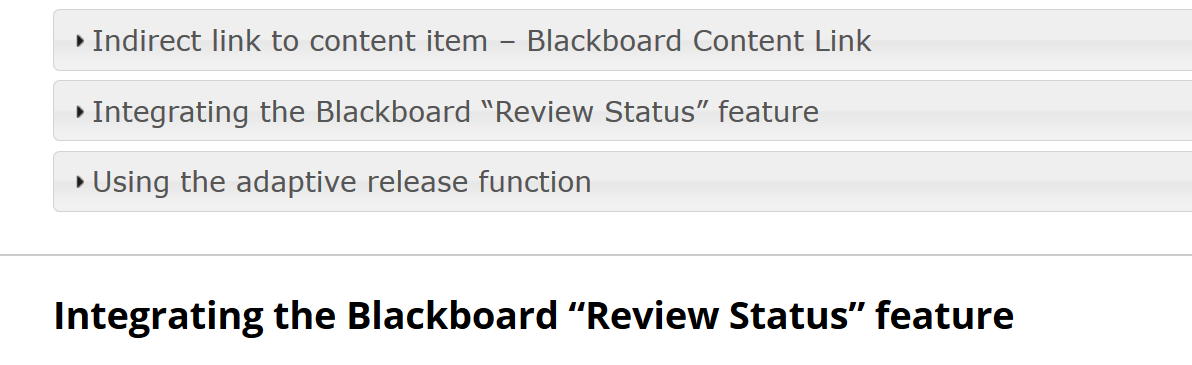 Indirect link to content item – Blackboard Content Link
Integrating the Blackboard “Review Status” feature
Using the adaptive release function
Integrating the Blackboard “Review Status” feature